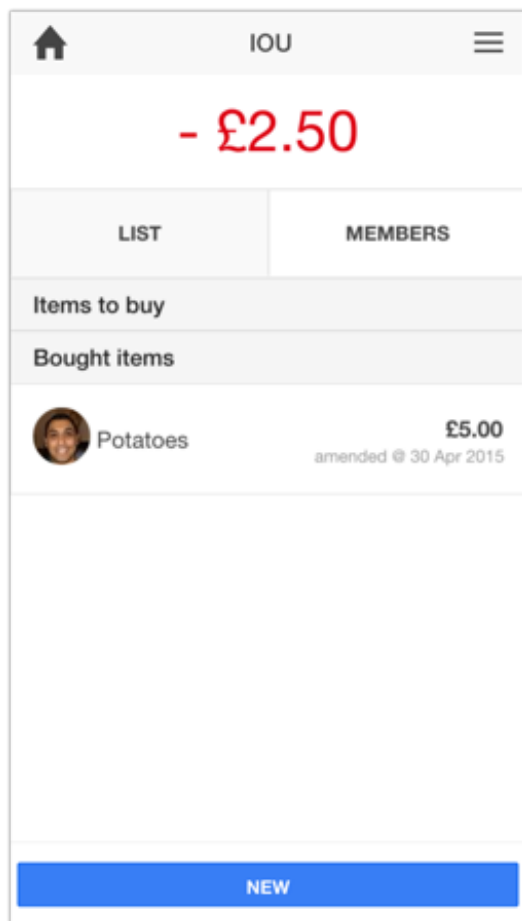 IOU
- £2.50
LIST
MEMBERS
Items to buy
Bought items
Potatoes
£5.00
amended @ 30 Apr 2015
NEW